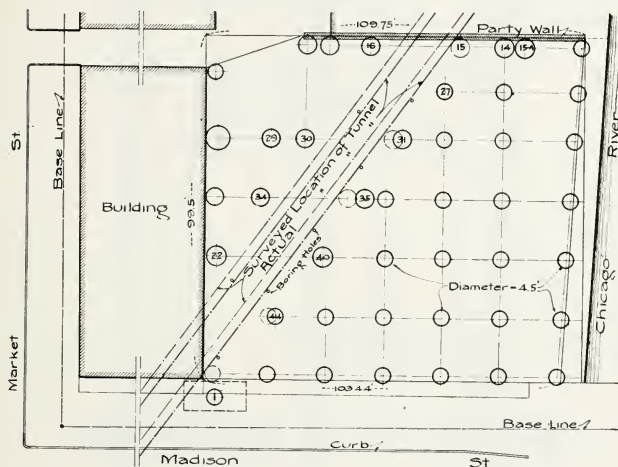 109.75
Party Wall
16
15
14
15A
27
29
30
31
34
35
22
40
44
1
Surveyed Location of Tunnel
Actual " " "
Boring Holes
Base Line
Building
99.5
Diameter = 4.5'
103.44
Base Line
Curb
Madison St
Market St
Chicago River